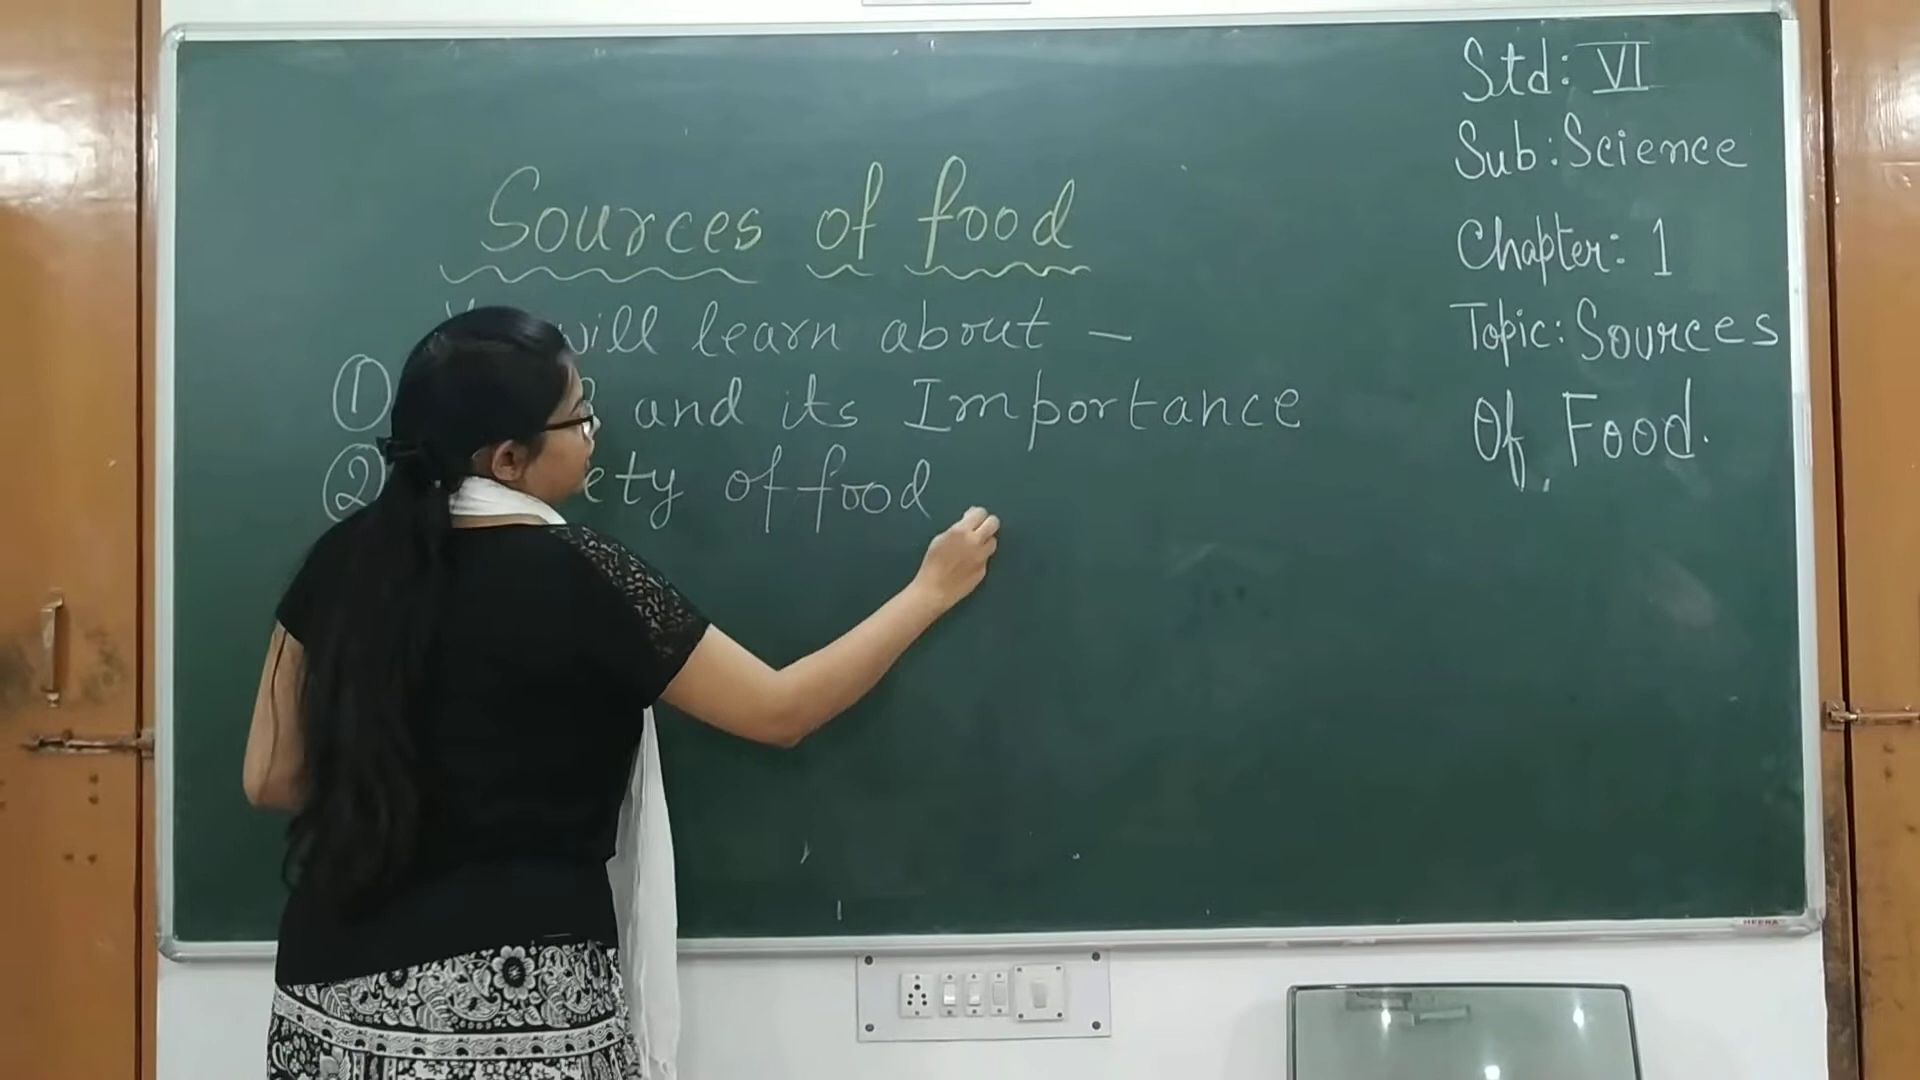 Sources of food
will learn about -
① and its Importance
② ety of food
Std: VI
Sub: Science
Chapter: 1
Topic: Sources
Of Food.